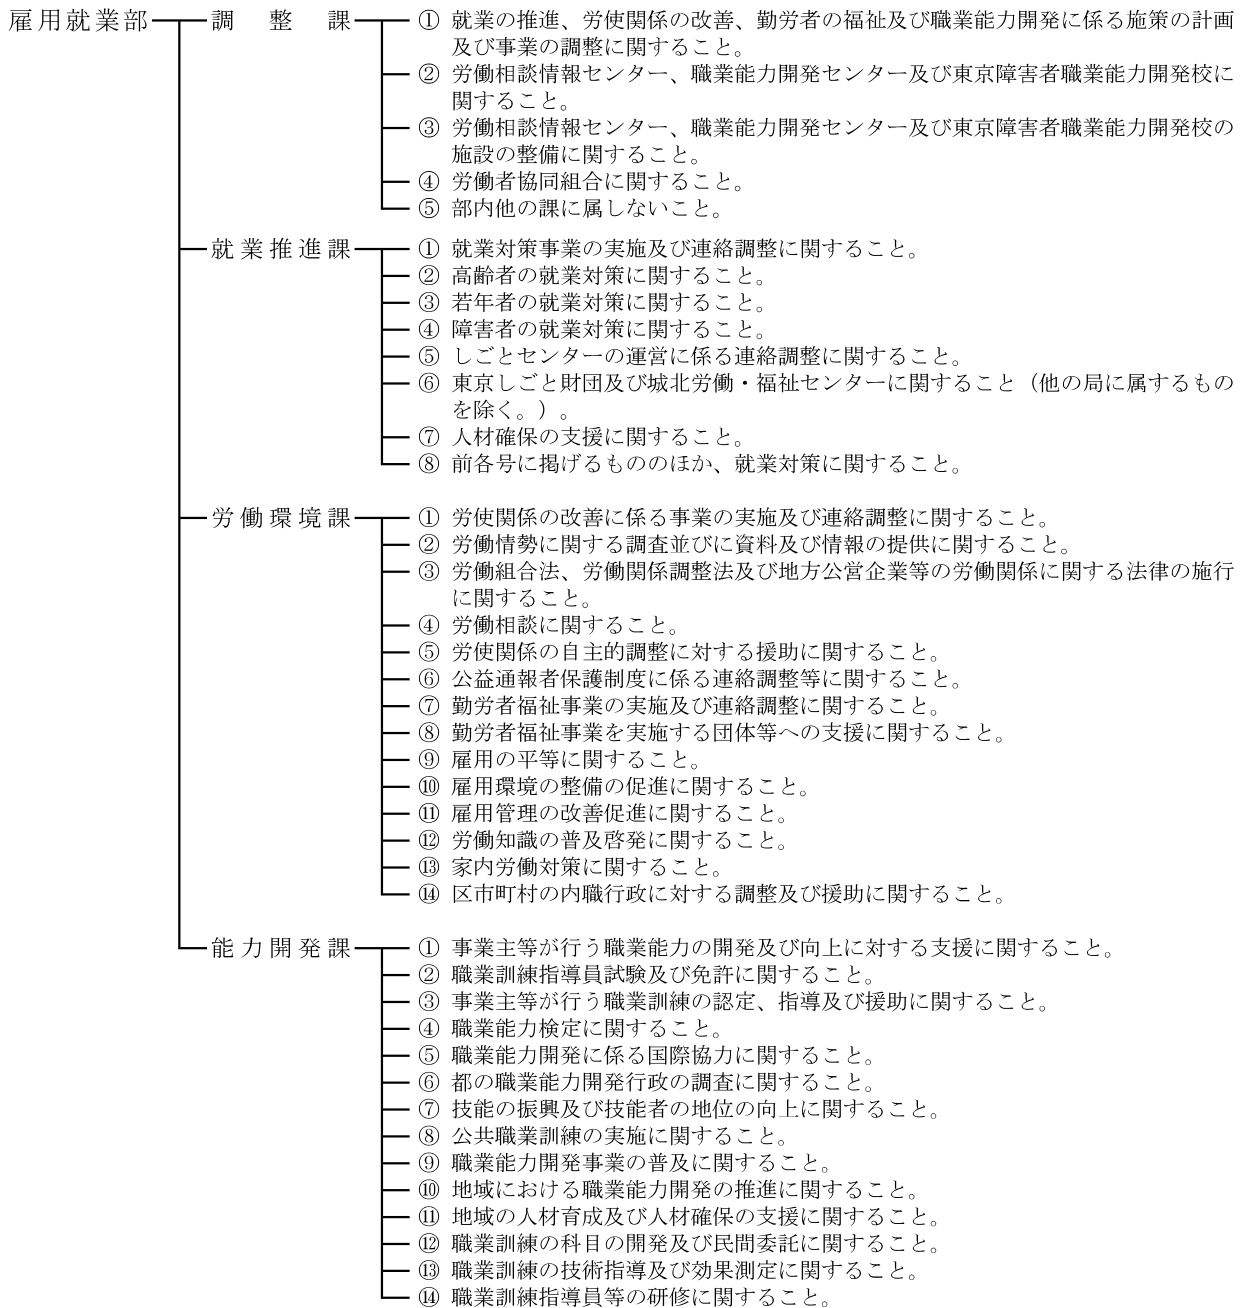 雇用就業部
調整課
① 就業の推進、労使関係の改善、勤労者の福祉及び職業能力開発に係る施策の計画
及び事業の調整に関すること。
② 労働相談情報センター、職業能力開発センター及び東京障害者職業能力開発校に
関すること。
③ 労働相談情報センター、職業能力開発センター及び東京障害者職業能力開発校の
施設の整備に関すること。
④ 労働者協同組合に関すること。
⑤ 部内他の課に属しないこと。
就業推進課
① 就業対策事業の実施及び連絡調整に関すること。
② 高齢者の就業対策に関すること。
③ 若年者の就業対策に関すること。
④ 障害者の就業対策に関すること。
⑤ しごとセンターの運営に係る連絡調整に関すること。
⑥ 東京しごと財団及び城北労働・福祉センターに関すること（他の局に属するもの
を除く。）。
⑦ 人材確保の支援に関すること。
⑧ 前各号に掲げるもののほか、就業対策に関すること。
労働環境課
① 労使関係の改善に係る事業の実施及び連絡調整に関すること。
② 労働情勢に関する調査並びに資料及び情報の提供に関すること。
③ 労働組合法、労働関係調整法及び地方公営企業等の労働関係に関する法律の施行
に関すること。
④ 労働相談に関すること。
⑤ 労使関係の自主的調整に対する援助に関すること。
⑥ 公益通報者保護制度に係る連絡調整等に関すること。
⑦ 勤労者福祉事業の実施及び連絡調整に関すること。
⑧ 勤労者福祉事業を実施する団体等への支援に関すること。
⑨ 雇用の平等に関すること。
⑩ 雇用環境の整備の促進に関すること。
⑪ 雇用管理の改善促進に関すること。
⑫ 労働知識の普及啓発に関すること。
⑬ 家内労働対策に関すること。
⑭ 区市町村の内職行政に対する調整及び援助に関すること。
能力開発課
① 事業主等が行う職業能力の開発及び向上に対する支援に関すること。
② 職業訓練指導員試験及び免許に関すること。
③ 事業主等が行う職業訓練の認定、指導及び援助に関すること。
④ 職業能力検定に関すること。
⑤ 職業能力開発に係る国際協力に関すること。
⑥ 都の職業能力開発行政の調査に関すること。
⑦ 技能の振興及び技能者の地位の向上に関すること。
⑧ 公共職業訓練の実施に関すること。
⑨ 職業能力開発事業の普及に関すること。
⑩ 地域における職業能力開発の推進に関すること。
⑪ 地域の人材育成及び人材確保の支援に関すること。
⑫ 職業訓練の科目の開発及び民間委託に関すること。
⑬ 職業訓練の技術指導及び効果測定に関すること。
⑭ 職業訓練指導員等の研修に関すること。